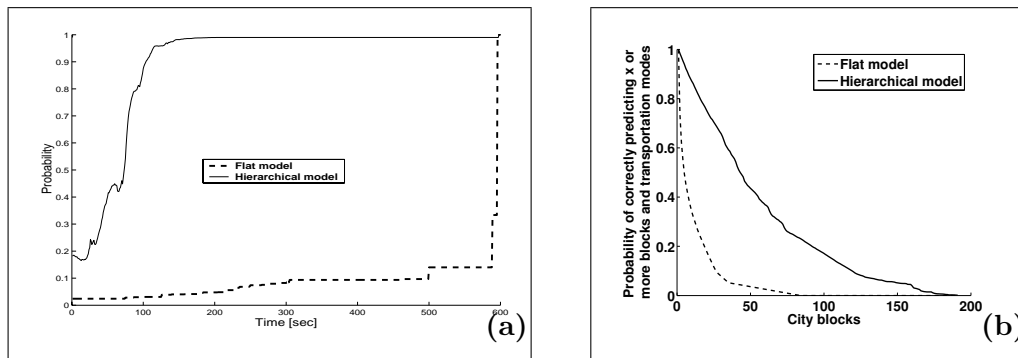 1
0.9
0.8
0.7
0.6
0.5
0.4
0.3
0.2
0.1
0
Probability
Flat model
Hierarchical model
0 100 200 300 400 500 600
Time [sec]
(a)
Probability of correctly predicting x or
more blocks and transportation modes
1
0.8
0.6
0.4
0.2
0
Flat model
Hierarchical model
0 50 100 150 200
City blocks
(b)